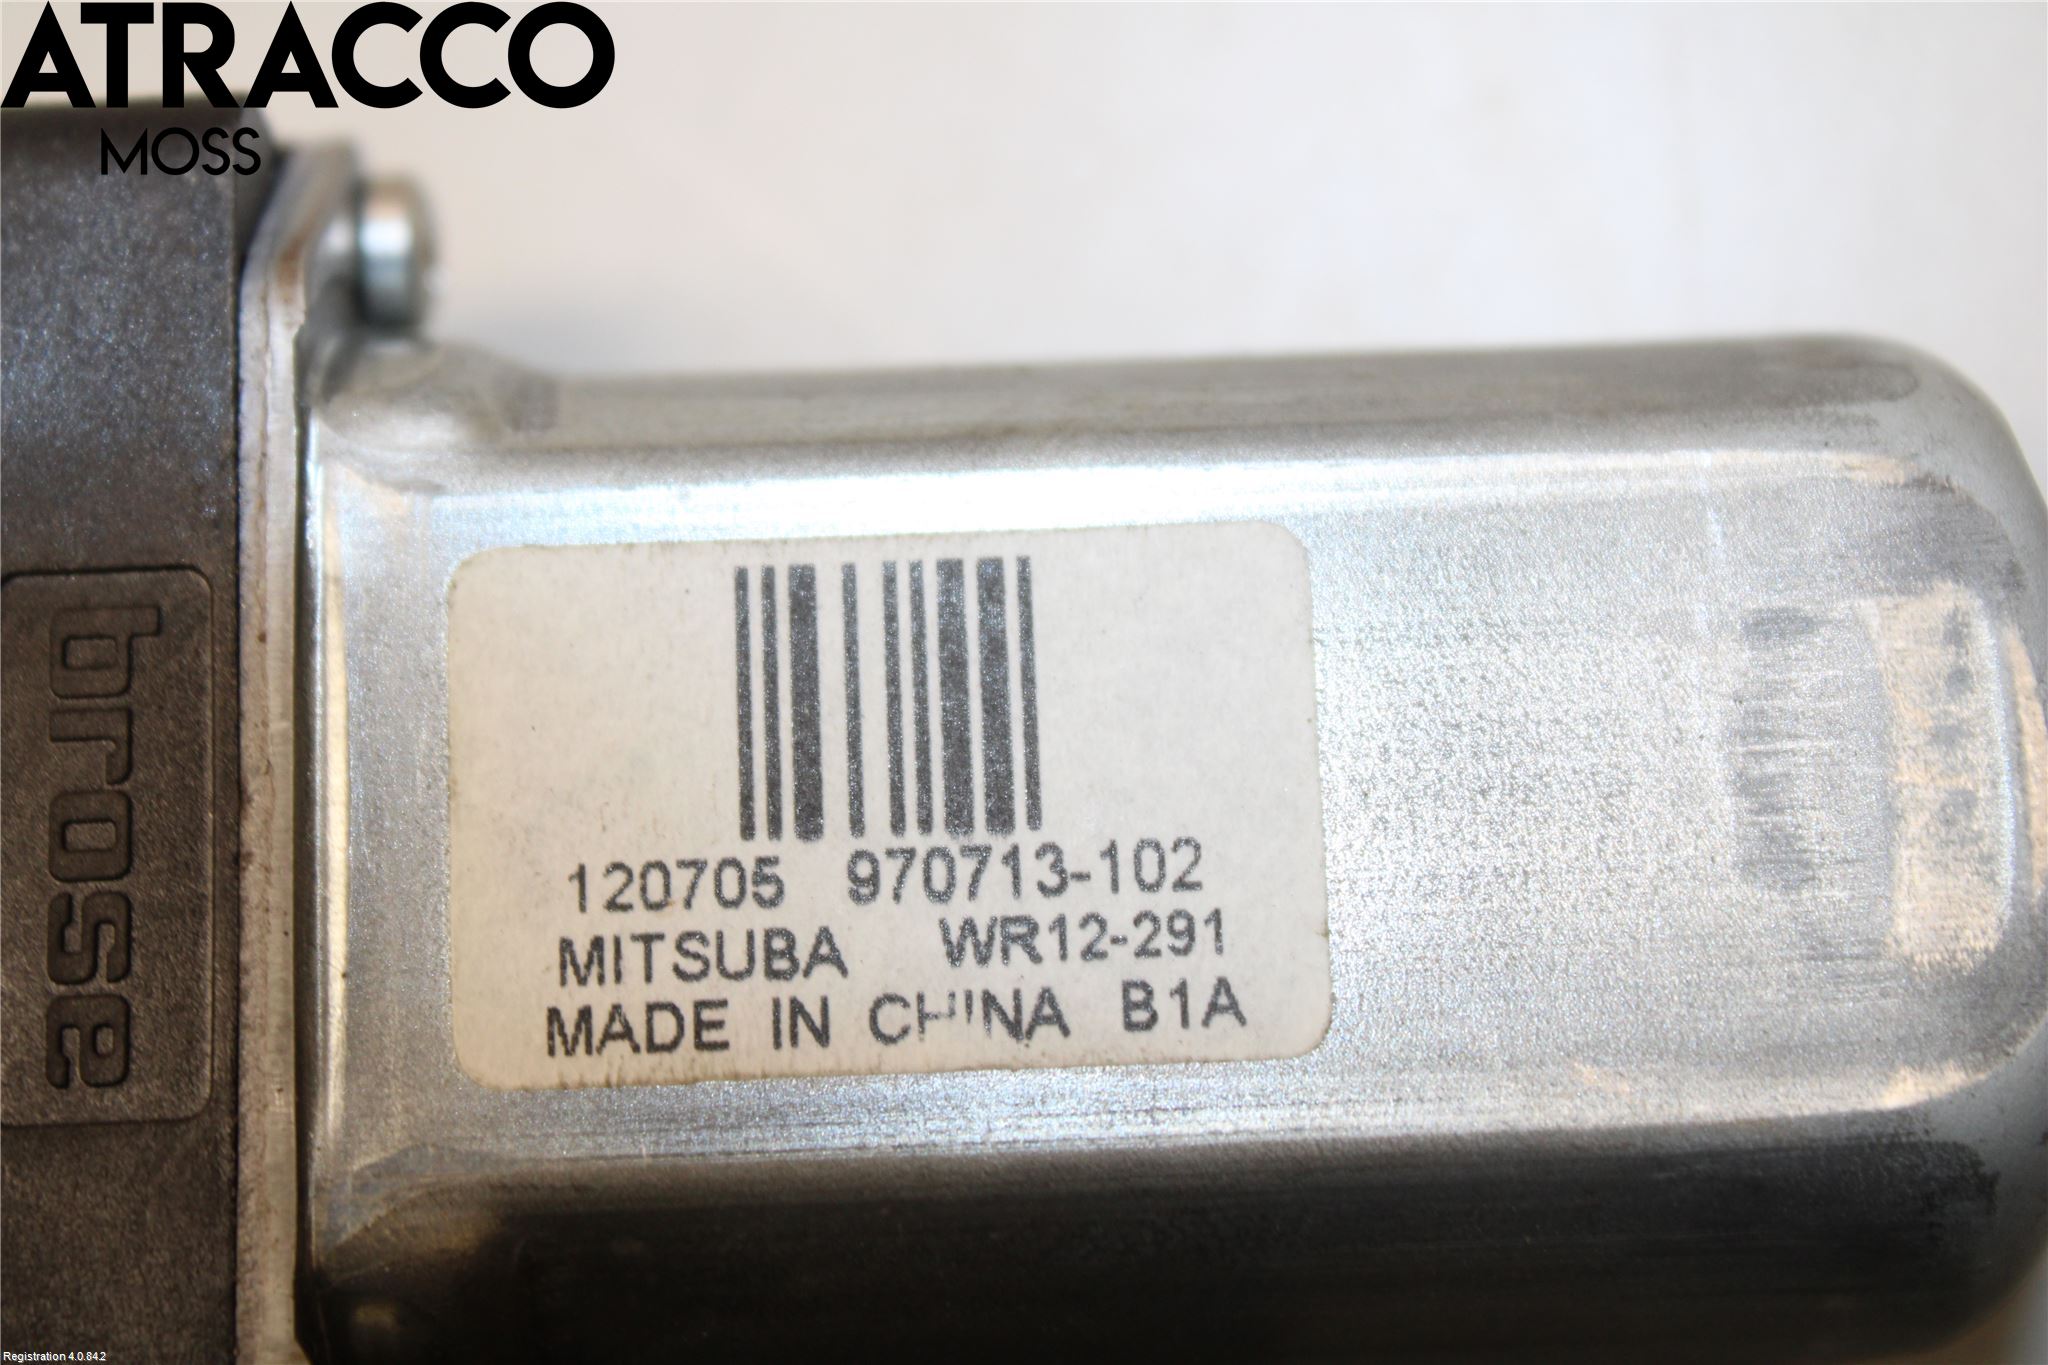 ATRACCO
MOSS
brose
120705 970713-102
MITSUBA WR12-291
MADE IN CHINA B1A
Registration 4.0.84.2